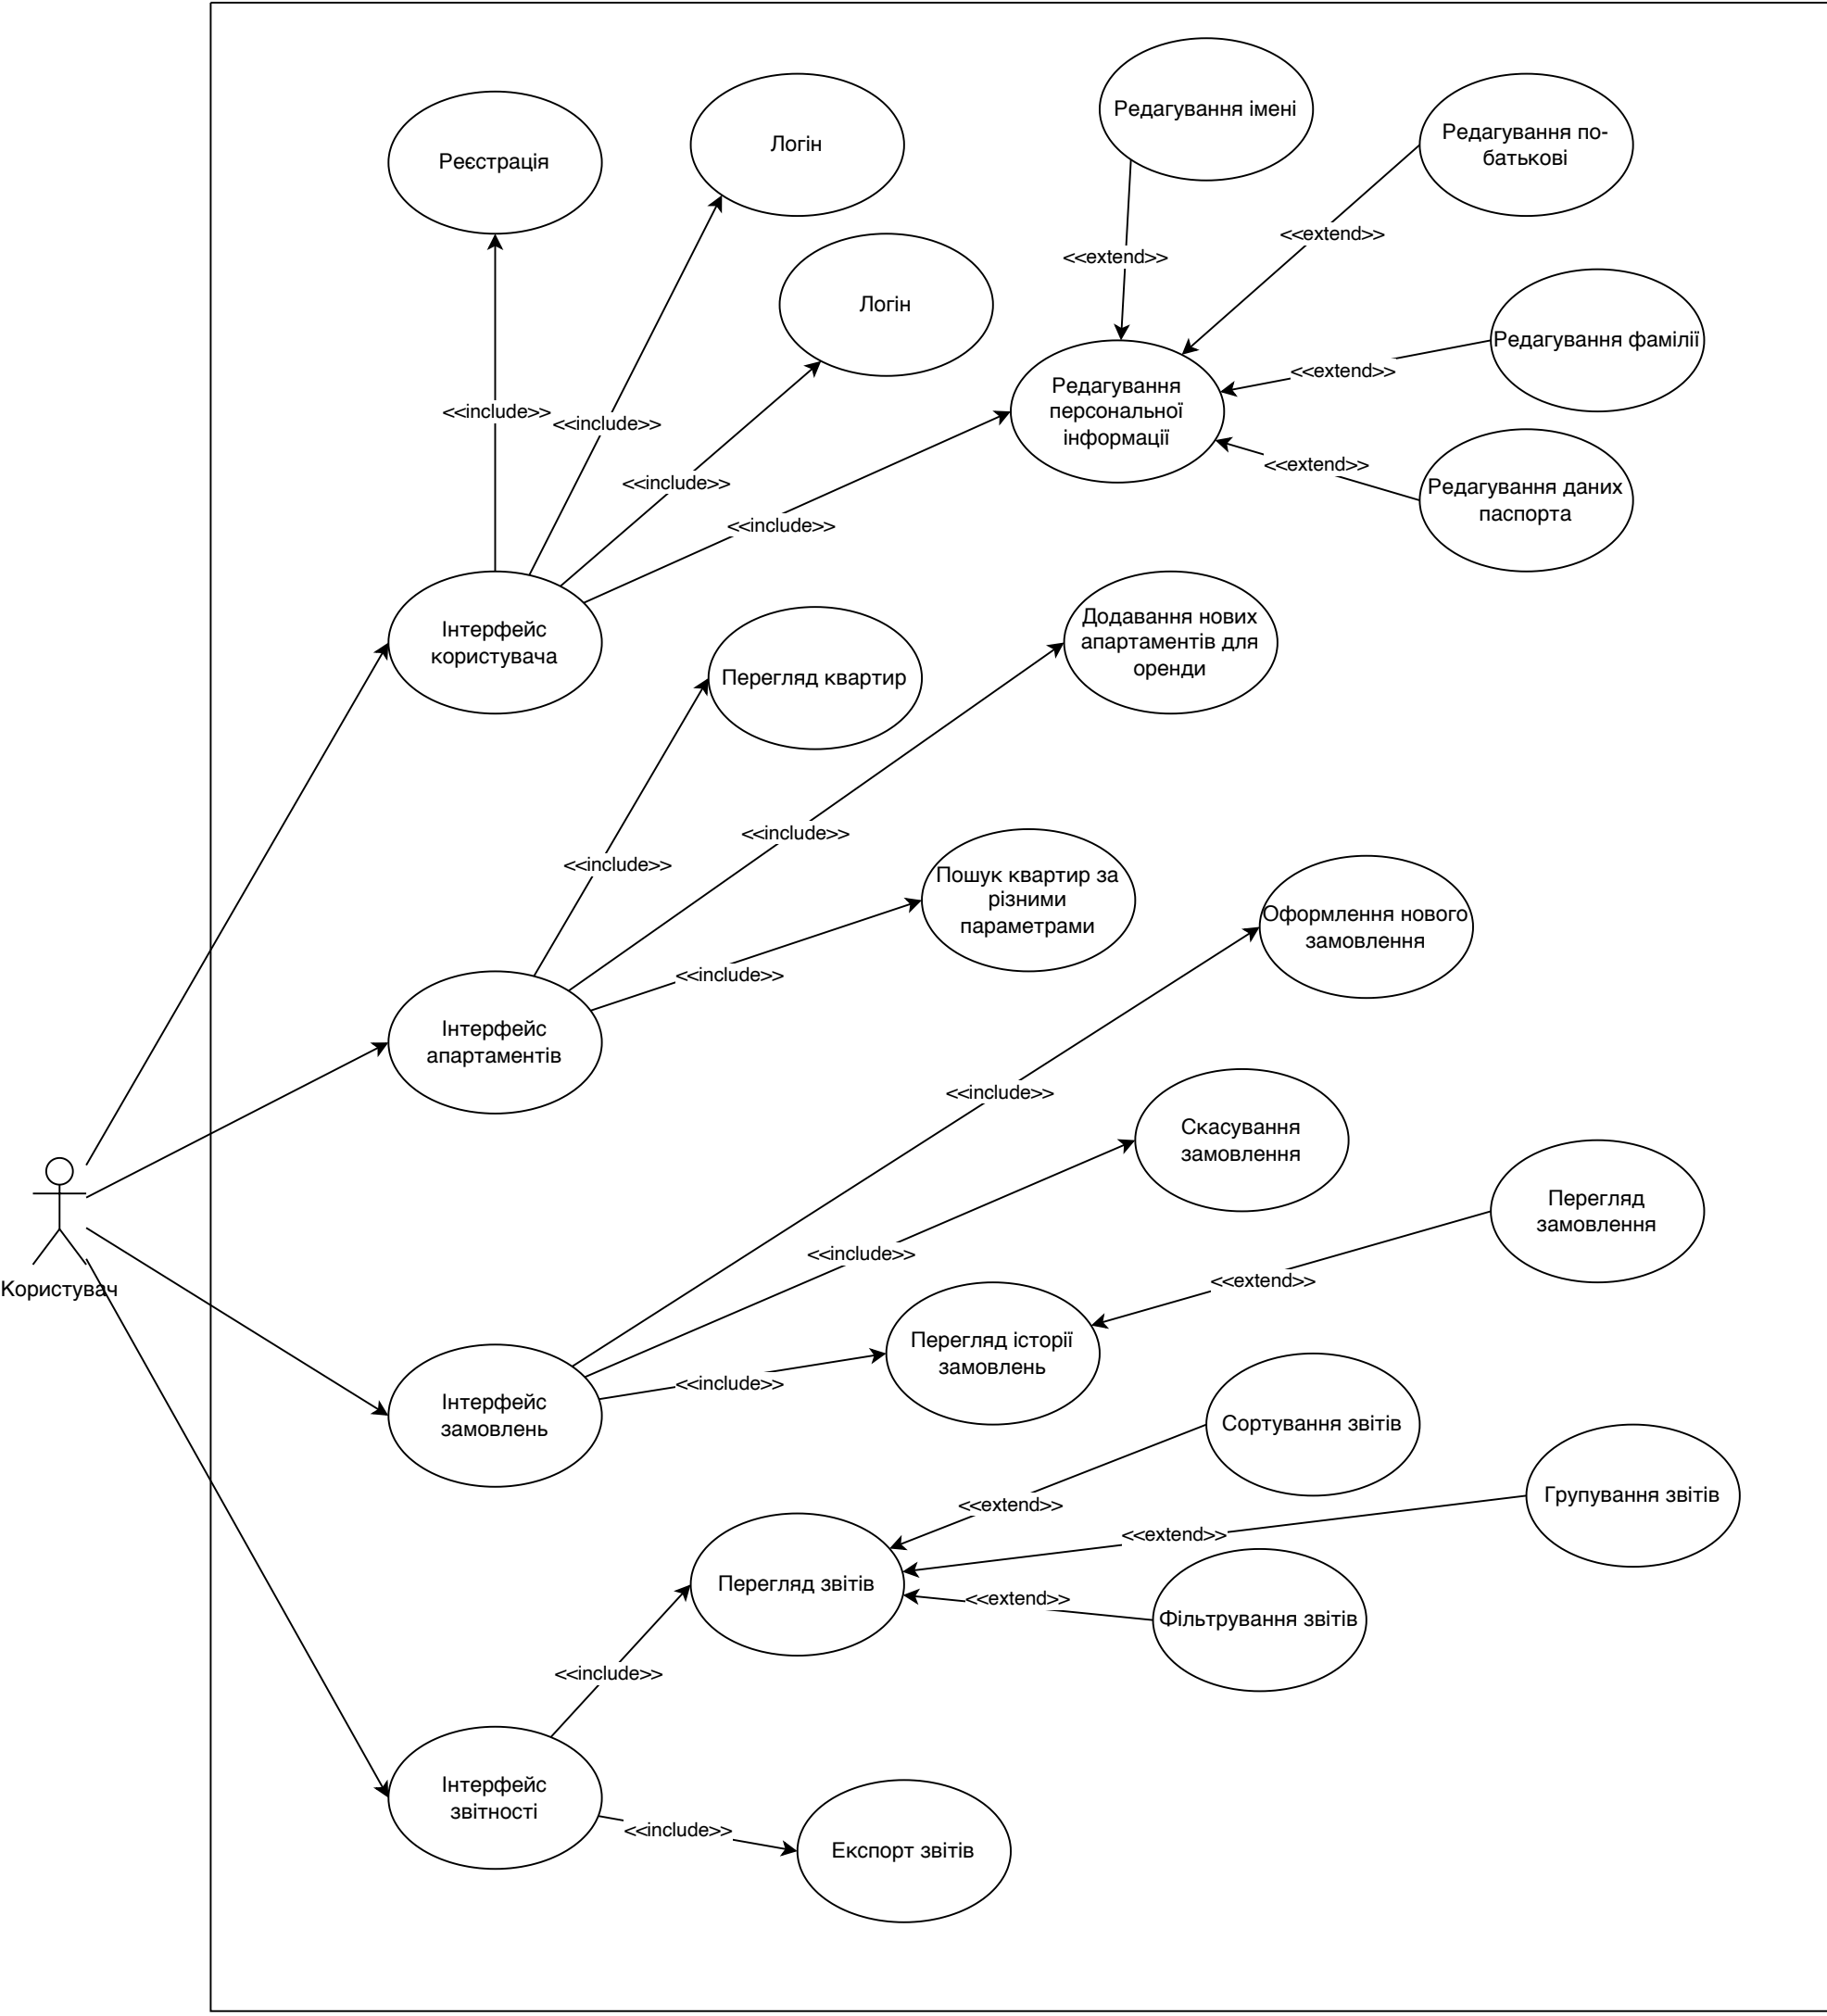 Редагування імені
Редагування по-
батькові
Логін
Реєстрація
<<extend>>
<<extend>>
Логін
Редагування фамілії
<<extend>>
Редагування
персональної
інформації
<<include>>
<<include>>
<<extend>>
<<include>>
Редагування даних
паспорта
<<include>>
Інтерфейс
користувача
Додавання нових
апартаментів для
оренди
Перегляд квартир
<<include>>
<<include>>
Пошук квартир за
різними
параметрами
Оформлення нового
замовлення
<<include>>
Інтерфейс
апартаментів
<<include>>
Скасування
замовлення
Перегляд
замовлення
<<include>>
<<extend>>
Користувач
Перегляд історії
замовлень
<<include>>
Інтерфейс
замовлень
Сортування звітів
<<extend>>
Групування звітів
<<extend>>
Перегляд звітів
<<extend>>
Фільтрування звітів
<<include>>
Інтерфейс
звітності
<<include>>
Експорт звітів